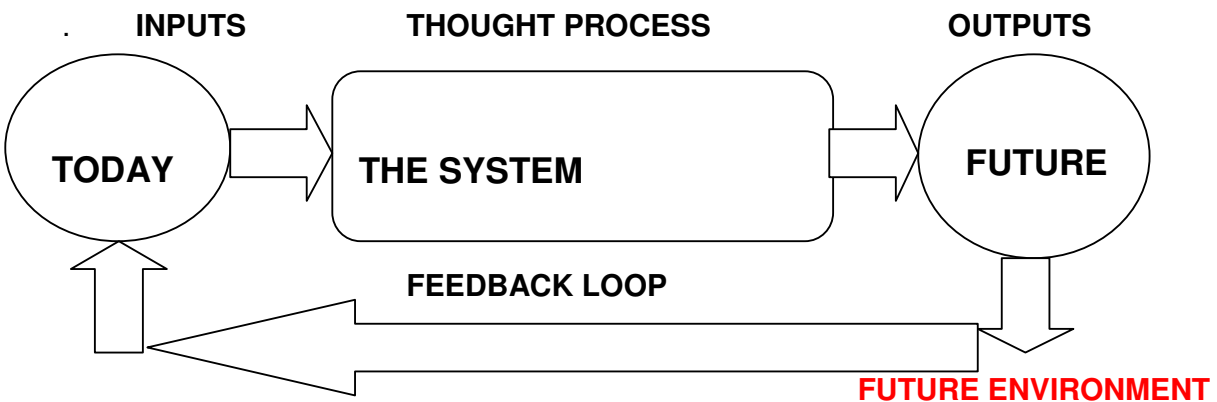 . INPUTS THOUGHT PROCESS OUTPUTS
TODAY THE SYSTEM FUTURE
FEEDBACK LOOP
FUTURE ENVIRONMENT